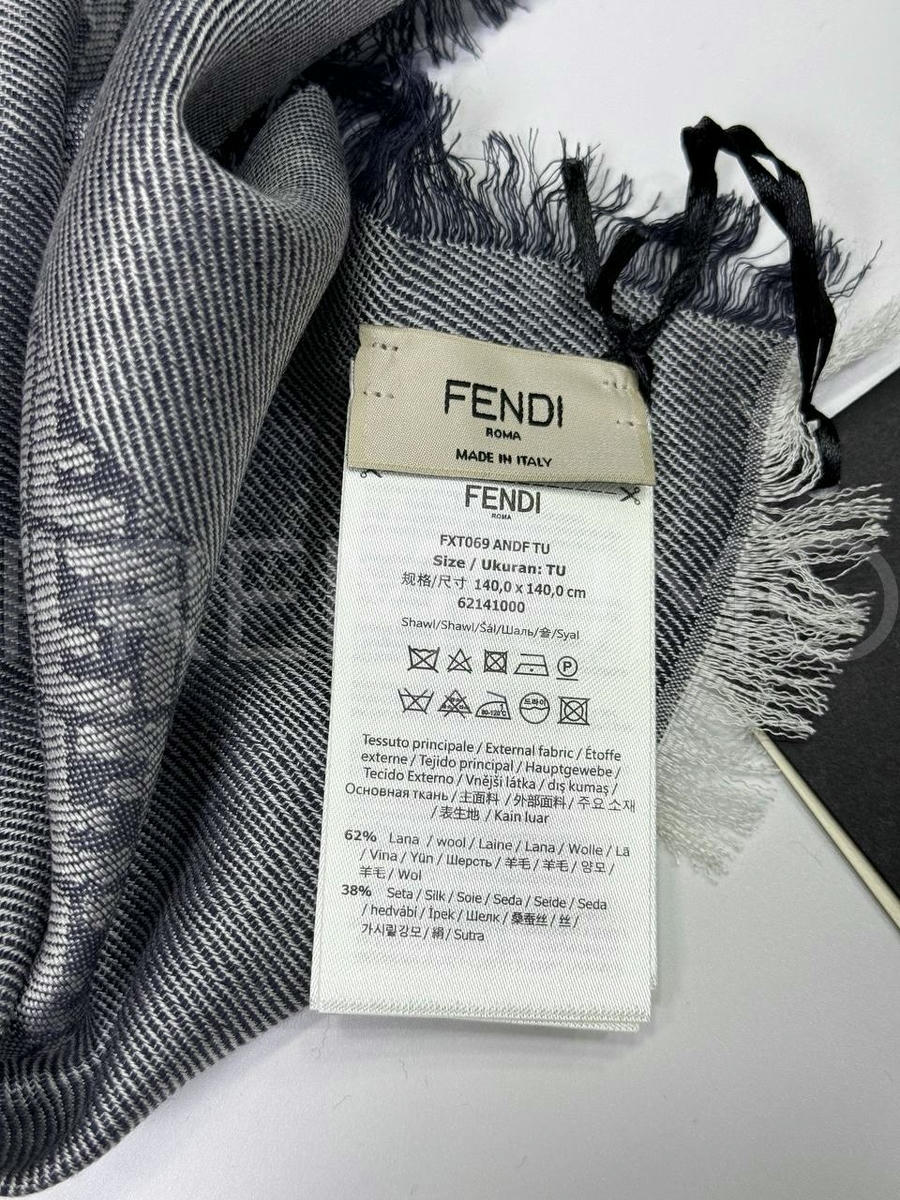 FENDI
ROMA
MADE IN ITALY
FENDI
ROMA
FXT069 ANDF TU
Size / Ukuran: TU
规格/尺寸 140,0 x 140,0 cm
62141000
Shawl/Shawl/Šál/Шаль/숄/Syal
P
드라이
Tessuto principale / External fabric / Étoffe
externe / Tejido principal / Hauptgewebe /
Tecido Externo / Vnější látka / dış kumaş /
Основная ткань / 主面料 / 外部面料 / 주요 소재
/ 表生地 / Kain luar
62% Lana / wool / Laine / Lana / Wolle / Lã
/ Vlna / Yün / Шерсть / 羊毛 / 羊毛 / 양모 /
羊毛 / Wol
38% Seta / Silk / Soie / Seda / Seide / Seda
/ hedvábí / İpek / Шелк / 桑蚕丝 / 丝 /
/ 絹 / Sutra